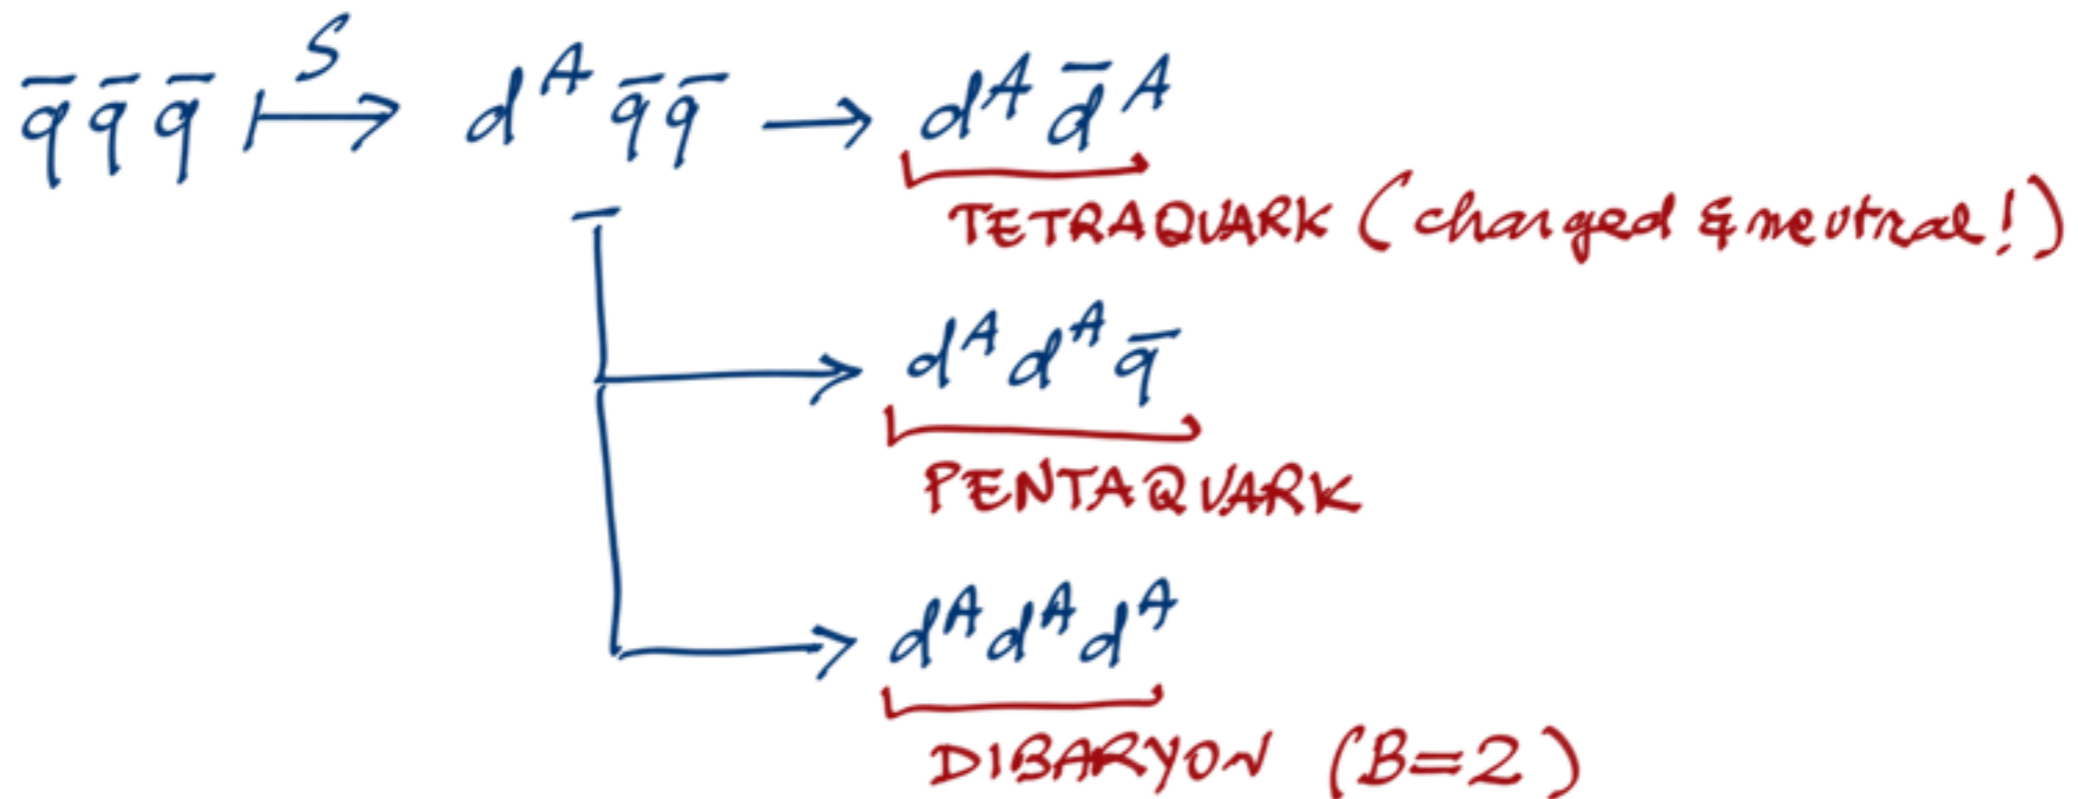 q̄ q̄ q̄ ↦^S d^A q̄ q̄ → d^A d̄^A
TETRAQUARK (charged & neutral!)
d^A d^A q̄
PENTAQUARK
d^A d^A d^A
DIBARYON (B=2)